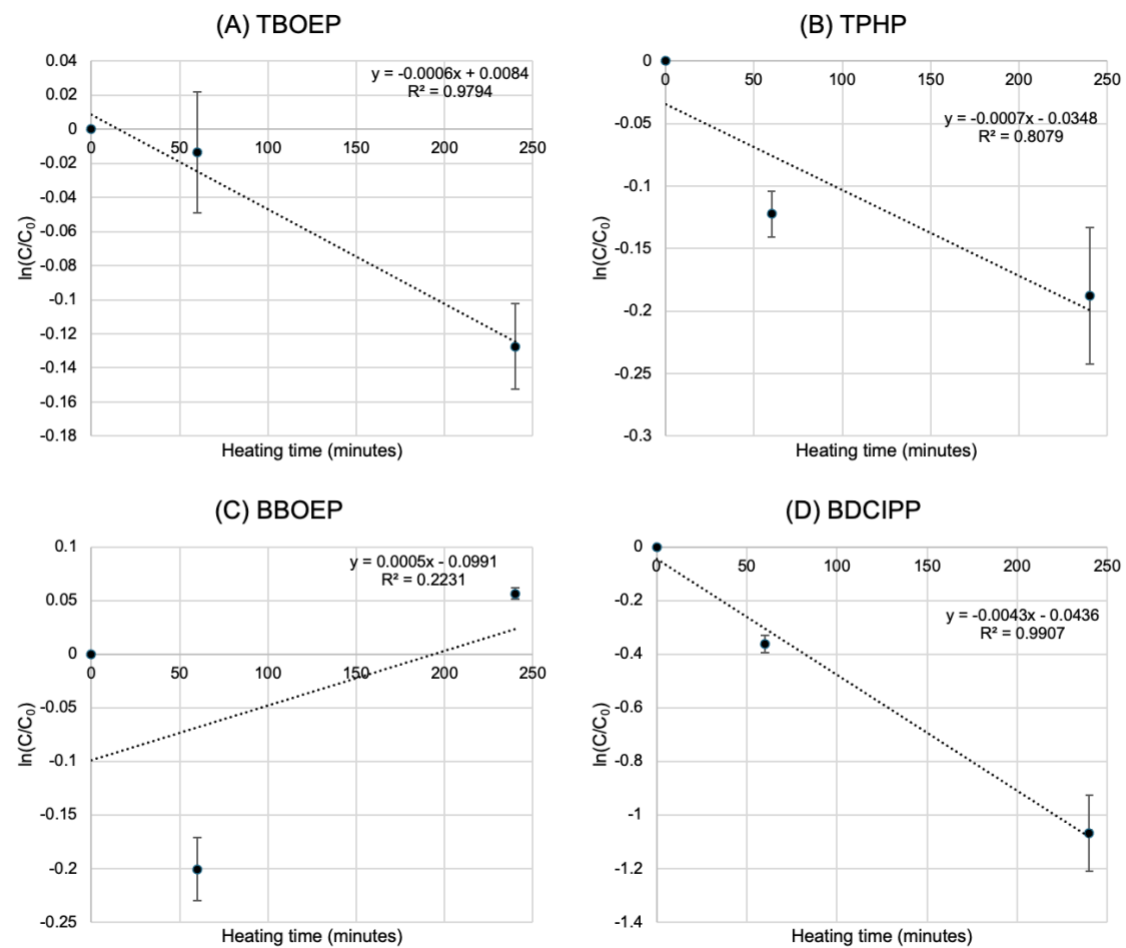 (A) TBOEP
y = -0.0006x + 0.0084
R² = 0.9794
0.04
0.02
0
-0.02
-0.04
-0.06
-0.08
-0.1
-0.12
-0.14
-0.16
-0.18
0 50 100 150 200 250
ln(C/C₀)
Heating time (minutes)
(B) TPHP
y = -0.0007x - 0.0348
R² = 0.8079
0
-0.05
-0.1
-0.15
-0.2
-0.25
-0.3
0 50 100 150 200 250
ln(C/C₀)
Heating time (minutes)
(C) BBOEP
y = 0.0005x - 0.0991
R² = 0.2231
0.1
0.05
0
-0.05
-0.1
-0.15
-0.2
-0.25
0 50 100 150 200 250
ln(C/C₀)
Heating time (minutes)
(D) BDCIPP
y = -0.0043x - 0.0436
R² = 0.9907
0
-0.2
-0.4
-0.6
-0.8
-1
-1.2
-1.4
0 50 100 150 200 250
ln(C/C₀)
Heating time (minutes)